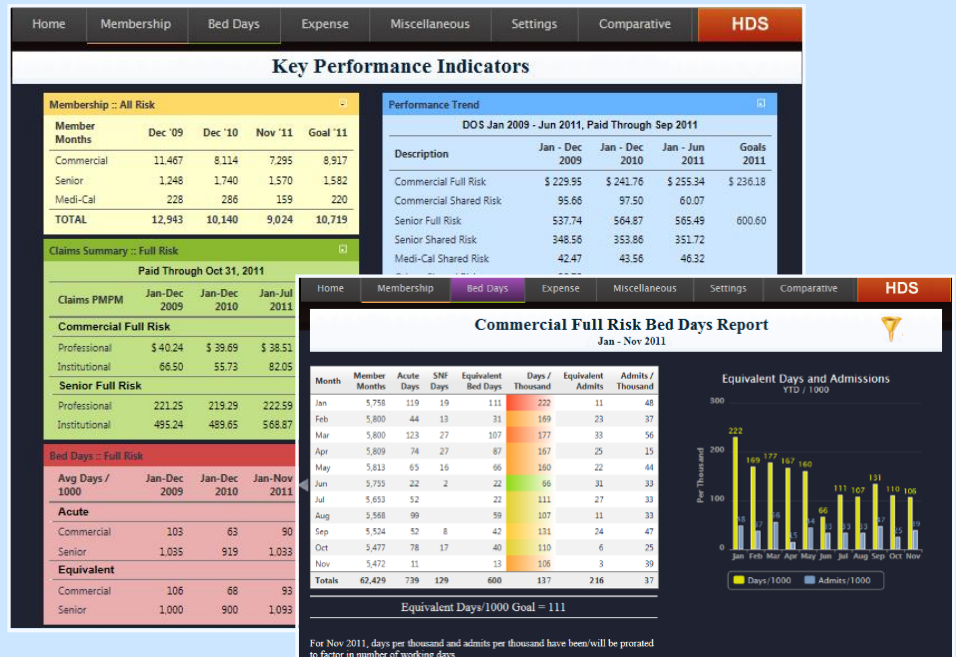 Home Membership Bed Days Expense Miscellaneous Settings Comparative HDS
Key Performance Indicators
Membership :: All Risk
Member Months Dec '09 Dec '10 Nov '11 Goal '11
Commercial 11,467 8,114 7,295 8,917
Senior 1,248 1,740 1,570 1,582
Medi-Cal 228 286 159 220
TOTAL 12,943 10,140 9,024 10,719
Claims Summary :: Full Risk
Paid Through Oct 31, 2011
Claims PMPM Jan-Dec 2009 Jan-Dec 2010 Jan-Jul 2011
Commercial Full Risk
Professional $ 40.24 $ 39.69 $ 38.51
Institutional 66.50 55.73 82.05
Senior Full Risk
Professional 221.25 219.29 222.59
Institutional 495.24 489.65 568.87
Bed Days :: Full Risk
Avg Days / 1000 Jan-Dec 2009 Jan-Dec 2010 Jan-Nov 2011
Acute
Commercial 103 63 90
Senior 1,035 919 1,033
Equivalent
Commercial 106 68 93
Senior 1,000 900 1,093
Performance Trend
DOS Jan 2009 - Jun 2011, Paid Through Sep 2011
Description Jan - Dec 2009 Jan - Dec 2010 Jan - Jun 2011 Goals 2011
Commercial Full Risk $ 229.95 $ 241.76 $ 255.34 $ 236.18
Commercial Shared Risk 95.66 97.50 60.07
Senior Full Risk 537.74 564.87 565.49 600.60
Senior Shared Risk 348.56 353.86 351.72
Medi-Cal Shared Risk 42.47 43.56 46.32
Home Membership Bed Days Expense Miscellaneous Settings Comparative HDS
Commercial Full Risk Bed Days Report
Jan - Nov 2011
Month Member Months Acute Days SNF Days Equivalent Bed Days Days / Thousand Equivalent Admits Admits / Thousand
Jan 5,758 119 19 111 222 11 48
Feb 5,800 44 13 31 169 23 37
Mar 5,800 123 27 107 177 33 56
Apr 5,809 74 27 87 167 25 15
May 5,813 65 16 66 160 22 44
Jun 5,755 22 2 22 66 31 33
Jul 5,653 52 22 111 27 33
Aug 5,568 99 59 107 11 33
Sep 5,524 52 8 42 131 24 47
Oct 5,477 78 17 40 110 6 25
Nov 5,472 11 13 106 3 39
Totals 62,429 739 129 600 137 216 37
Equivalent Days/1000 Goal = 111
For Nov 2011, days per thousand and admits per thousand have been/will be prorated
to factor in number of working days.
Equivalent Days and Admissions
YTD / 1000
Per Thousand
300
200
100
0
222 169 177 167 160 66 111 107 131 110 106
48 37 56 15 44 33 33 33 47 25 39
Jan Feb Mar Apr May Jun Jul Aug Sep Oct Nov
Days/1000 Admits/1000